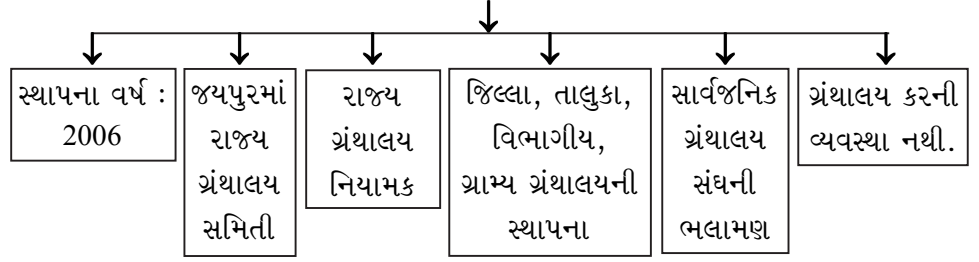 સ્થાપના વર્ષ :
2006
જયપુરમાં
રાજ્ય
ગ્રંથાલય
સમિતી
રાજ્ય
ગ્રંથાલય
નિયામક
જિલ્લા, તાલુકા,
વિભાગીય,
ગ્રામ્ય ગ્રંથાલયની
સ્થાપના
સાર્વજનિક
ગ્રંથાલય
સંઘની
ભલામણ
ગ્રંથાલય કરની
વ્યવસ્થા નથી.